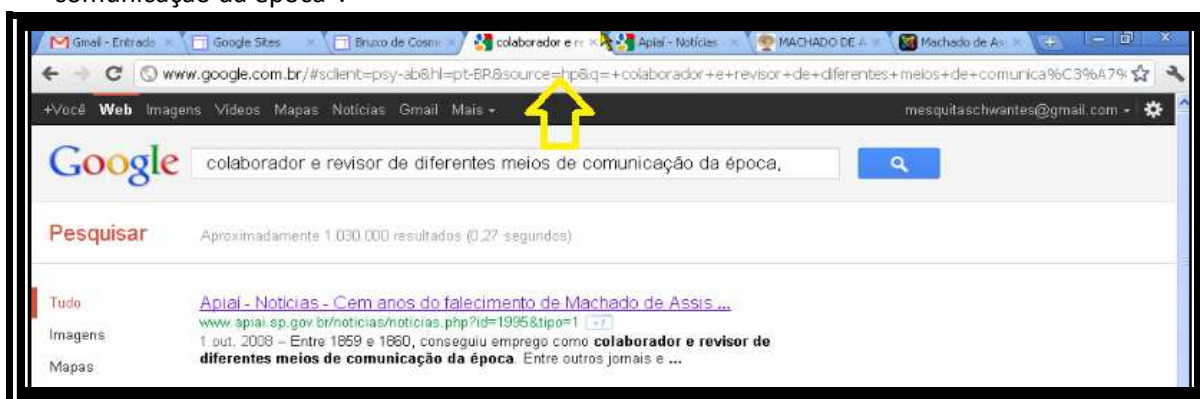 comunicação da época".
Gmail - Entrada Google Sites Bruxo de Cosm colaborador e re Apiaí - Notícias MACHADO DE A Machado de As
www.google.com.br/#sclient=psy-ab&hl=pt-BR&source=hp&q=+colaborador+e+revisor+de+diferentes+meios+de+comunica%C3%A7%
+Você Web Imagens Vídeos Mapas Notícias Gmail Mais mesquitaschwantes@gmail.com
Google colaborador e revisor de diferentes meios de comunicação da época,
Pesquisar Aproximadamente 1.030.000 resultados (0,27 segundos)
Tudo Apiaí - Notícias - Cem anos do falecimento de Machado de Assis ...
www.apiai.sp.gov.br/noticias/noticias.php?id=1995&tipo=1 +1
Imagens 1 out. 2008 – Entre 1859 e 1860, conseguiu emprego como colaborador e revisor de
Mapas diferentes meios de comunicação da época. Entre outros jornais e ...